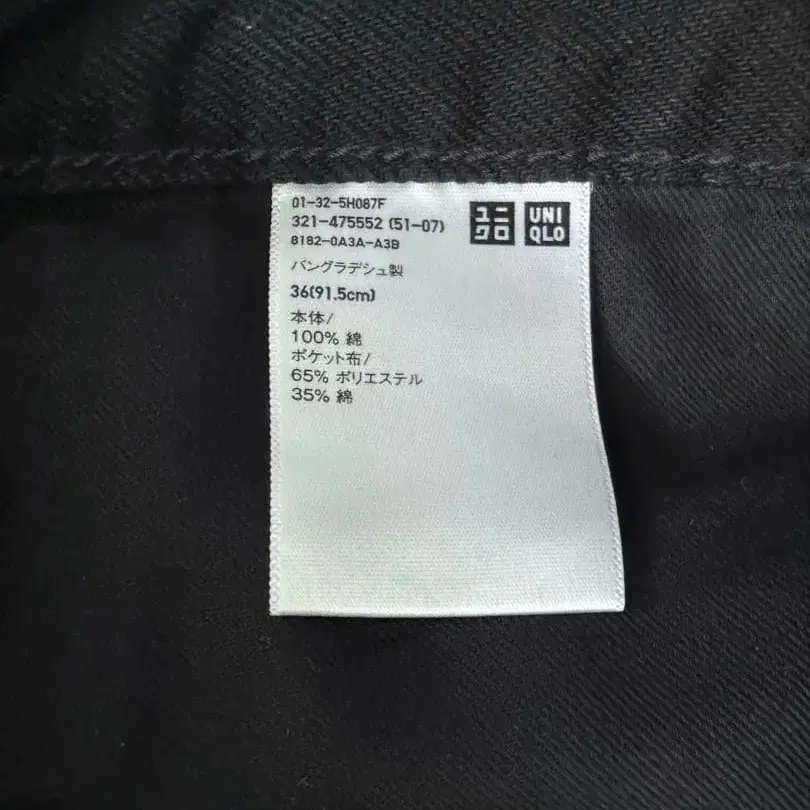 01-32-5H087F
321-475552 (51-07)
8182-0A3A-A3B
ユニ
クロ
UNI
QLO
バングラデシュ製
36(91.5cm)
本体/
100% 綿
ポケット布/
65% ポリエステル
35% 綿